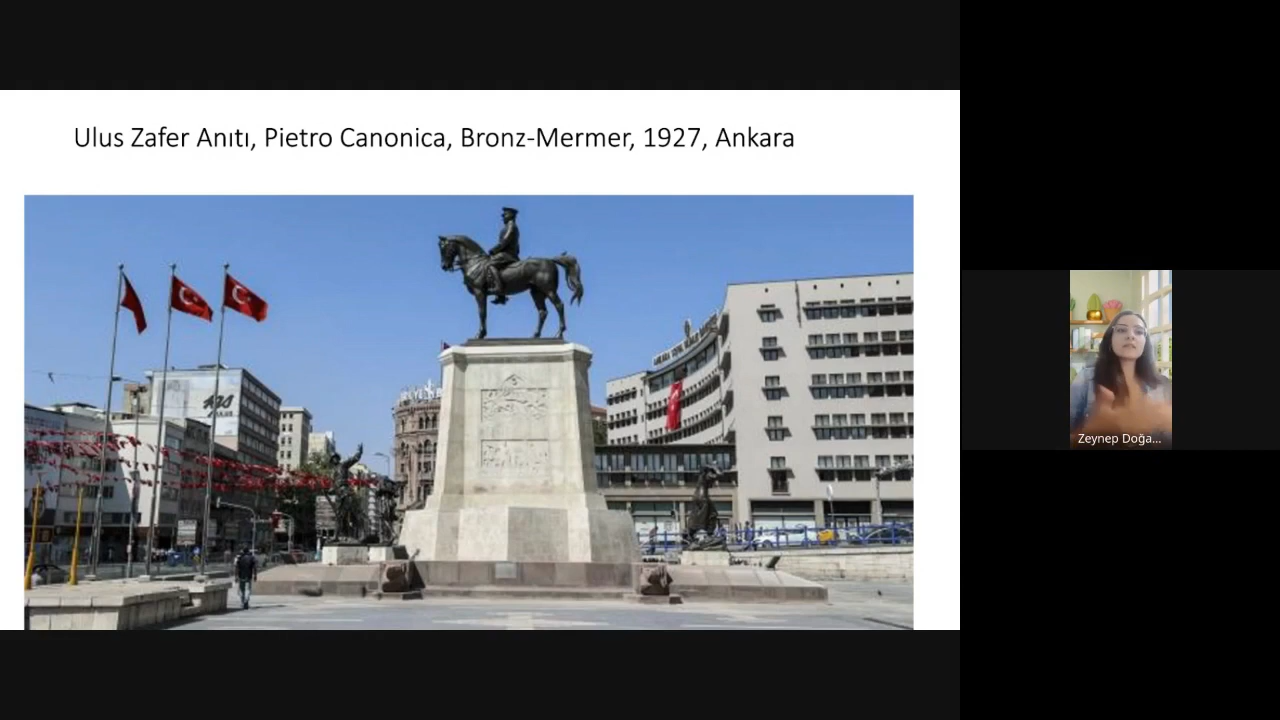 Ulus Zafer Anıtı, Pietro Canonica, Bronz-Mermer, 1927, Ankara
Zeynep Doğa...